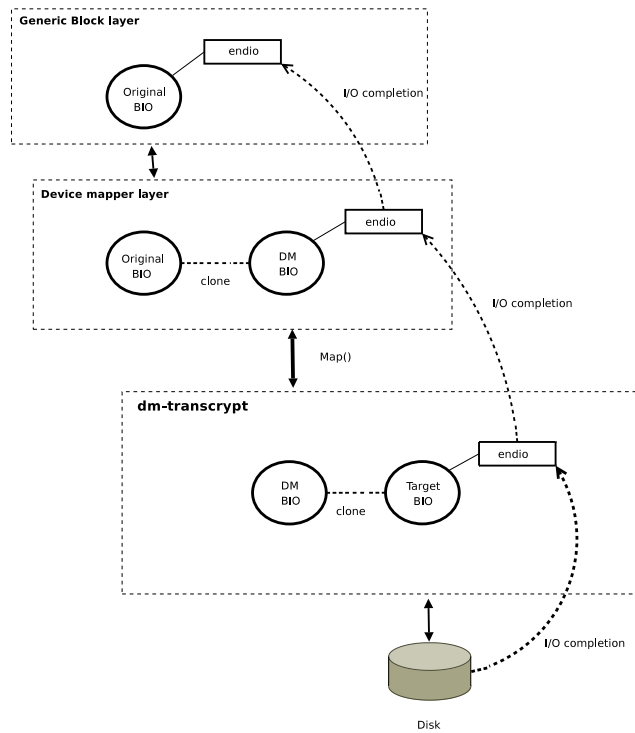 Generic Block layer
endio
Original
BIO
I/O completion
Device mapper layer
endio
Original
BIO
clone
DM
BIO
I/O completion
Map()
dm-transcrypt
endio
DM
BIO
clone
Target
BIO
I/O completion
Disk